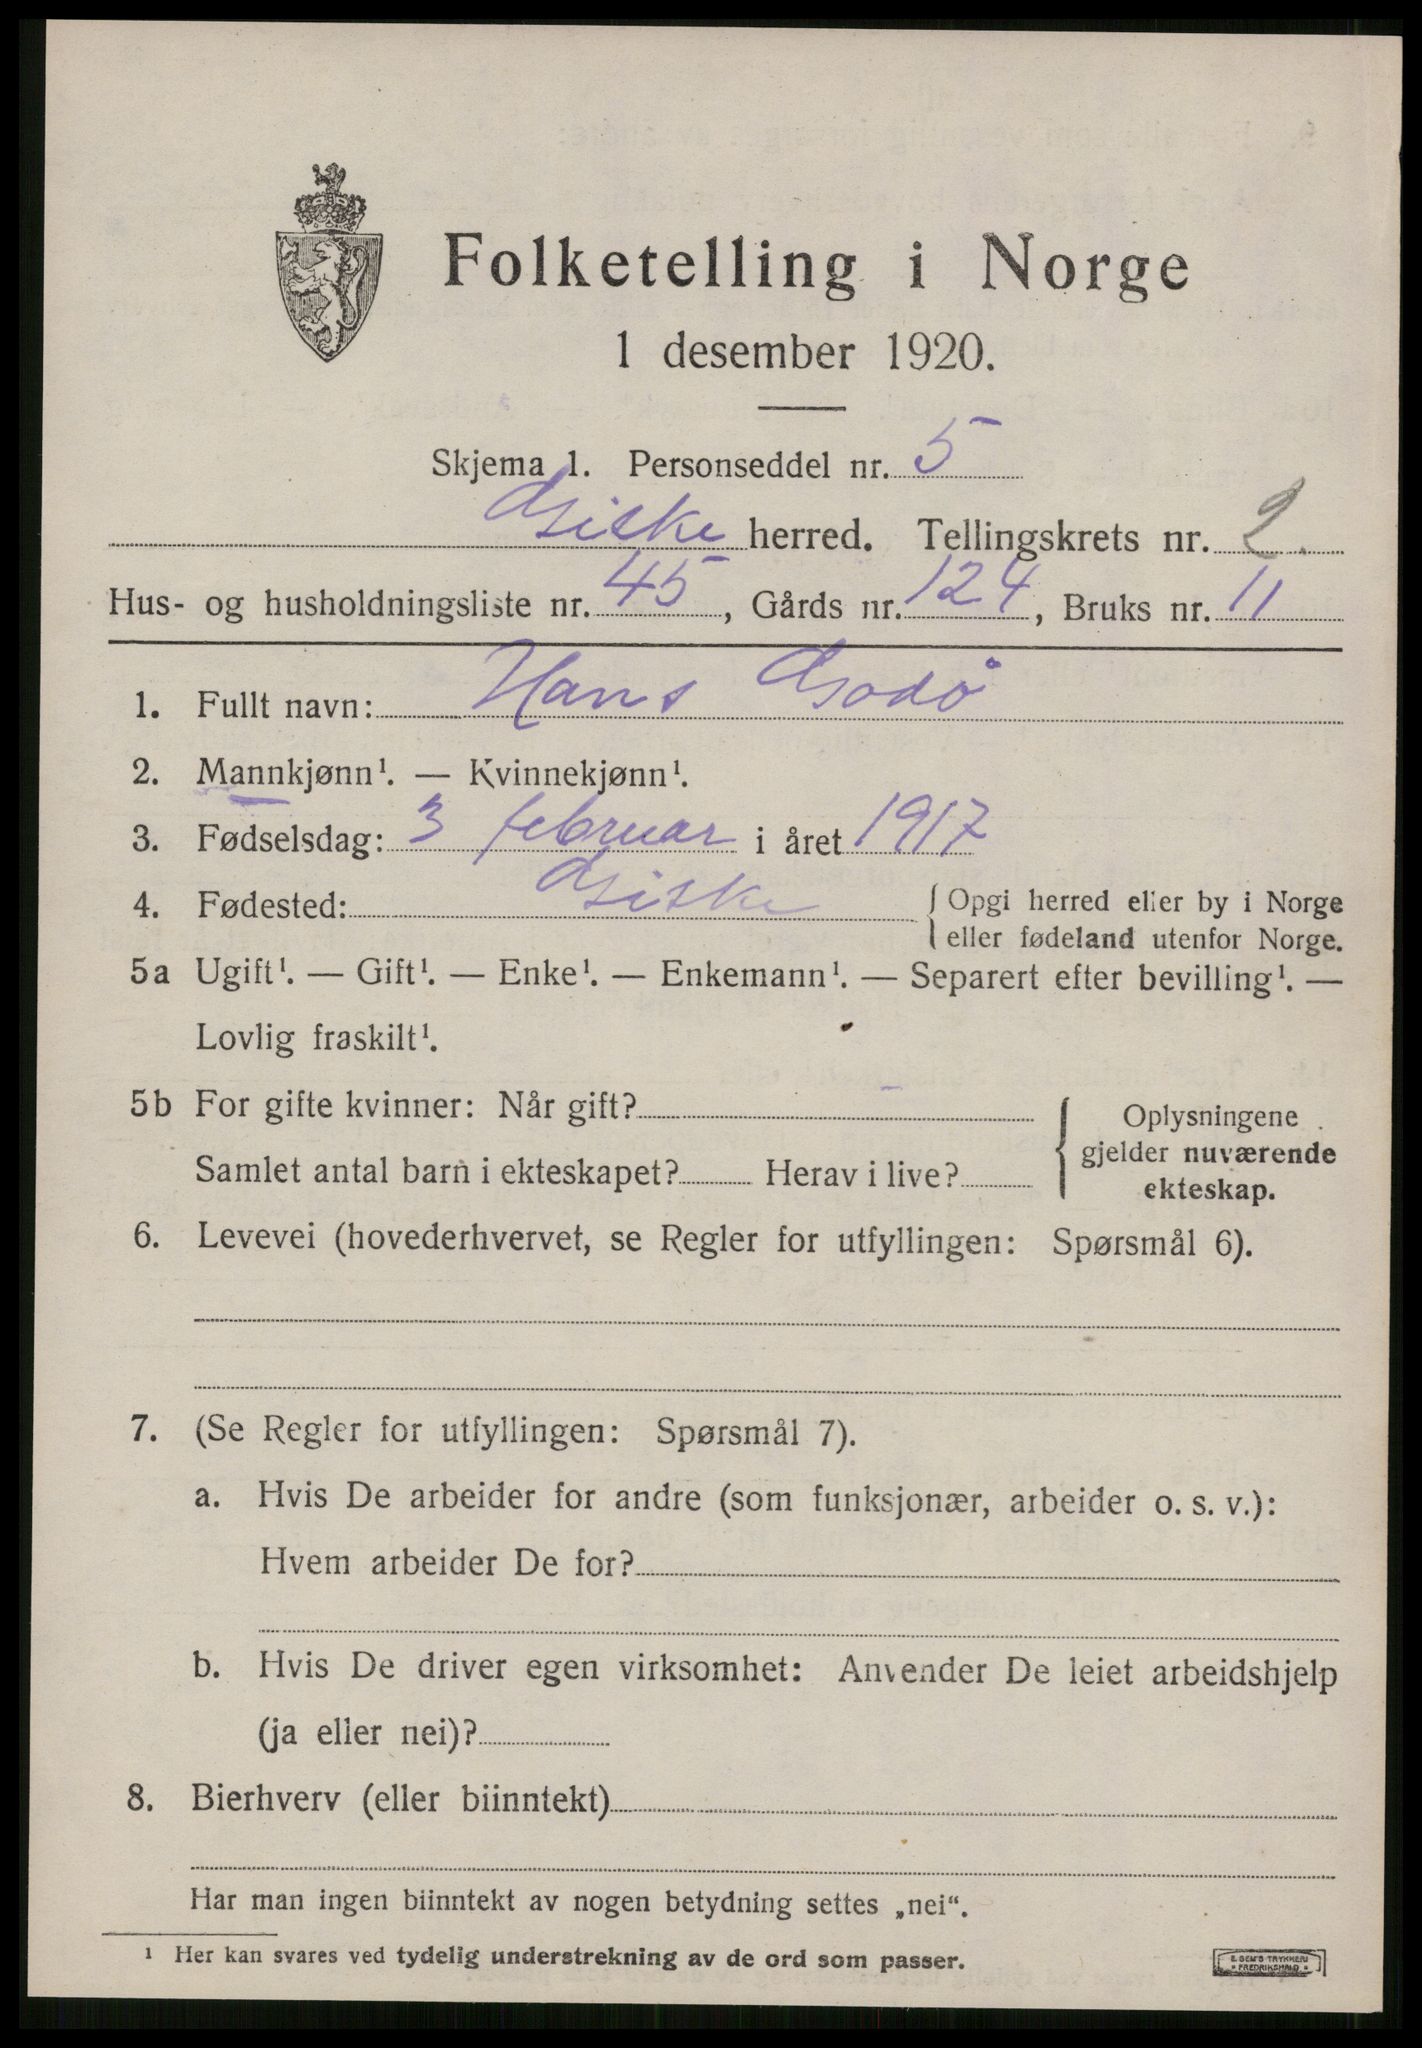 Folketelling i Norge
1 desember 1920.
Skjema 1. Personseddel nr. 5
Giske herred. Tellingskrets nr. 2.
Hus- og husholdningsliste nr. 45, Gårds nr. 124, Bruks nr. 11
1. Fullt navn: Hans Godø
2. Mannkjønn¹. — Kvinnekjønn¹.
3. Fødselsdag: 3 februar i året 1917
4. Fødested: Giske { Opgi herred eller by i Norge
eller fødeland utenfor Norge.
5a Ugift¹. — Gift¹. — Enke¹. — Enkemann¹. — Separert efter bevilling¹. —
Lovlig fraskilt¹.
5b For gifte kvinner: Når gift? -
Samlet antal barn i ekteskapet? Herav i live?
{ Oplysningene
gjelder nuværende
ekteskap.
6. Levevei (hovederhvervet, se Regler for utfyllingen: Spørsmål 6).
7. (Se Regler for utfyllingen: Spørsmål 7).
a. Hvis De arbeider for andre (som funksjonær, arbeider o. s. v.):
Hvem arbeider De for?
b. Hvis De driver egen virksomhet: Anvender De leiet arbeidshjelp
(ja eller nei)?
8. Bierhverv (eller biinntekt)
Har man ingen biinntekt av nogen betydning settes „nei“.
¹ Her kan svares ved tydelig understrekning av de ord som passer.
E. SEM'S TRYKKERI
* FREDRIKSHALD *